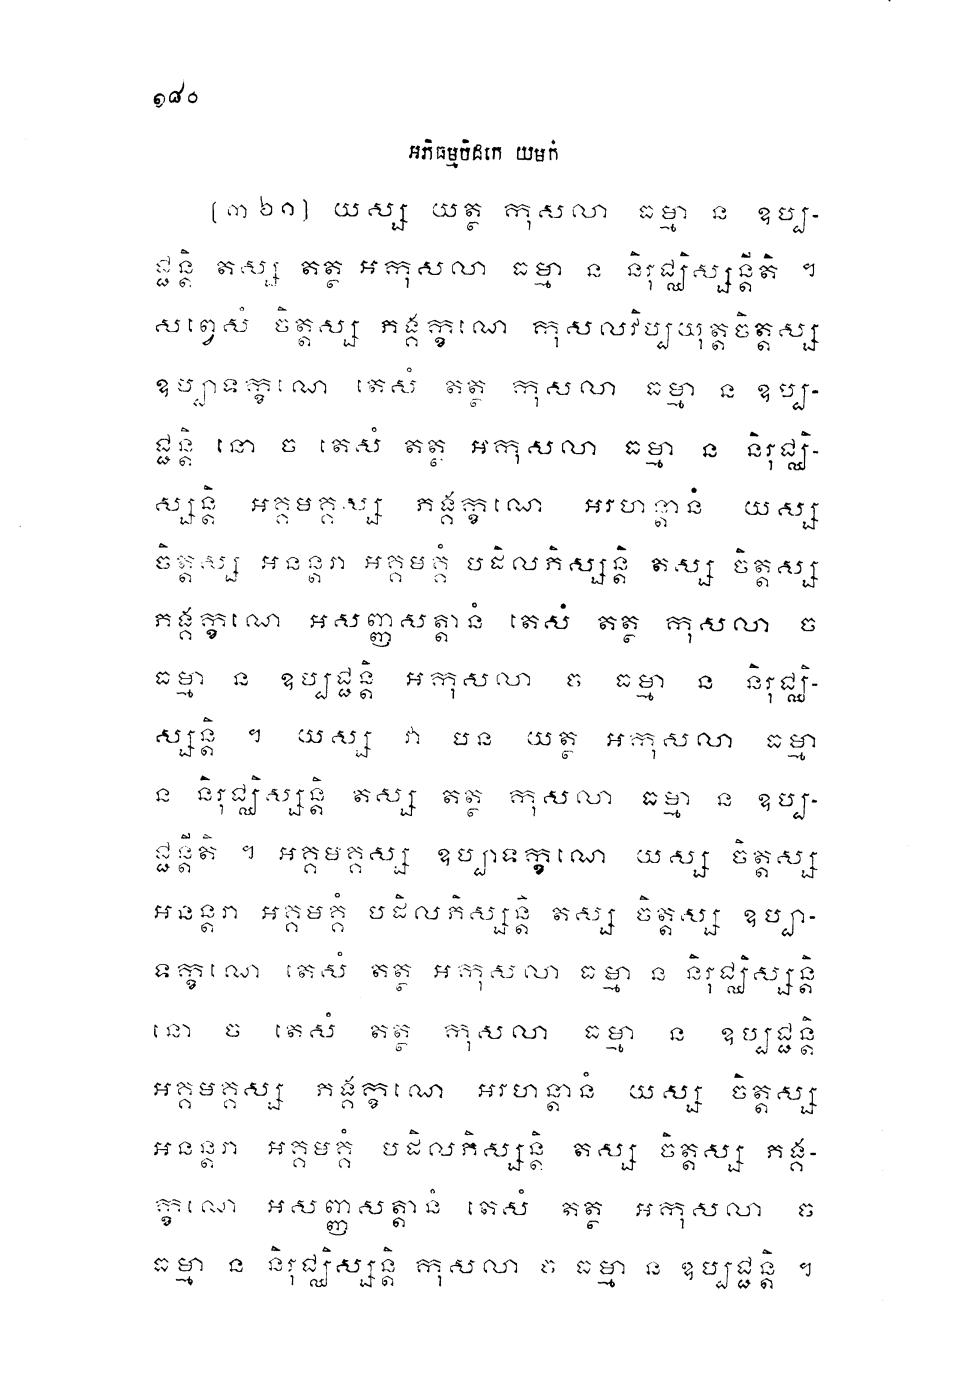 ១៨០
អភិធម្មបិដកេ យមកំ
(៣២១) យស្ស យត្ថ កុសលា ធម្មា ន ឧប្ប-
ជ្ជន្តិ តស្ស តត្ថ អកុសលា ធម្មា ន និរុជ្ឈិស្សន្តីតិ ។
សព្វេសំ ចិត្តស្ស ភង្គក្ខណេ កុសលវិប្បយុត្តចិត្តស្ស
ឧប្បាទក្ខណេ តេសំ តត្ថ កុសលា ធម្មា ន ឧប្ប-
ជ្ជន្តិ នោ ច តេសំ តត្ថ អកុសលា ធម្មា ន និរុជ្ឈិ-
ស្សន្តិ អគ្គមគ្គស្ស ភង្គក្ខណេ អរហន្តានំ យស្ស
ចិត្តស្ស អនន្តរា អគ្គមគ្គំ បដិលភិស្សន្តិ តស្ស ចិត្តស្ស
ភង្គក្ខណេ អសញ្ញសត្តានំ តេសំ តត្ថ កុសលា ច
ធម្មា ន ឧប្បជ្ជន្តិ អកុសលា ច ធម្មា ន និរុជ្ឈិ-
ស្សន្តិ ។ យស្ស វា បន យត្ថ អកុសលា ធម្មា
ន និរុជ្ឈិស្សន្តិ តស្ស តត្ថ កុសលា ធម្មា ន ឧប្ប-
ជ្ជន្តីតិ ។ អគ្គមគ្គស្ស ឧប្បាទក្ខណេ យស្ស ចិត្តស្ស
អនន្តរា អគ្គមគ្គំ បដិលភិស្សន្តិ តស្ស ចិត្តស្ស ឧប្បា-
ទក្ខណេ តេសំ តត្ថ អកុសលា ធម្មា ន និរុជ្ឈិស្សន្តិ
នោ ច តេសំ តត្ថ កុសលា ធម្មា ន ឧប្បជ្ជន្តិ
អគ្គមគ្គស្ស ភង្គក្ខណេ អរហន្តានំ យស្ស ចិត្តស្ស
អនន្តរា អគ្គមគ្គំ បដិលភិស្សន្តិ តស្ស ចិត្តស្ស ភង្គ-
ក្ខណេ អសញ្ញសត្តានំ តេសំ តត្ថ អកុសលា ច
ធម្មា ន និរុជ្ឈិស្សន្តិ កុសលា ច ធម្មា ន ឧប្បជ្ជន្តិ ។